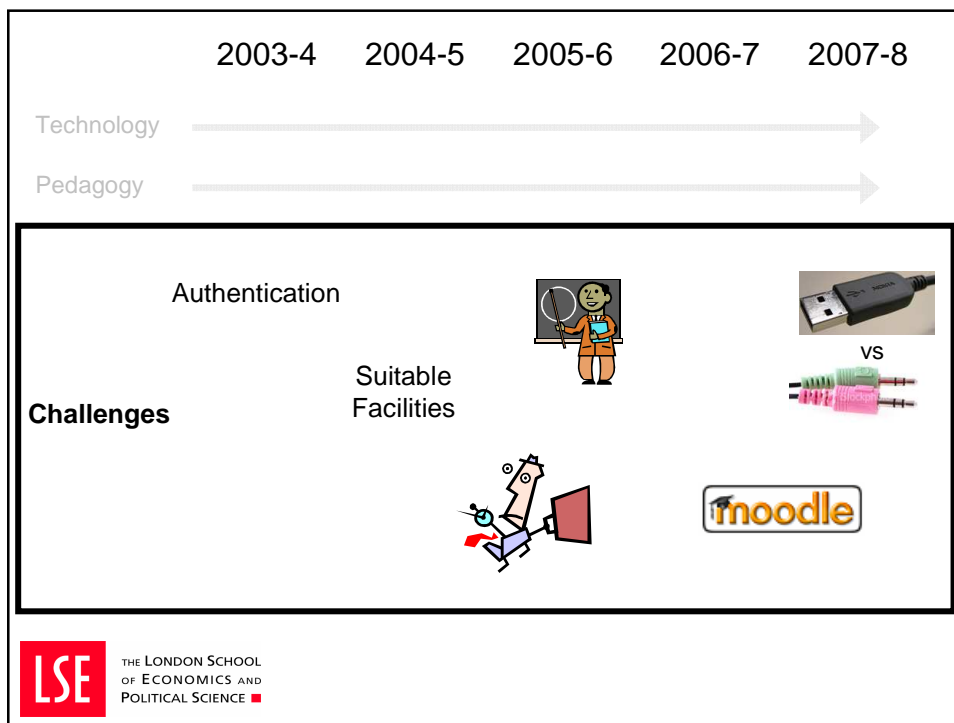 2003-4 2004-5 2005-6 2006-7 2007-8
Technology
Pedagogy
Authentication
vs
Suitable
Facilities
Challenges
moodle
LSE
THE LONDON SCHOOL
OF ECONOMICS AND
POLITICAL SCIENCE